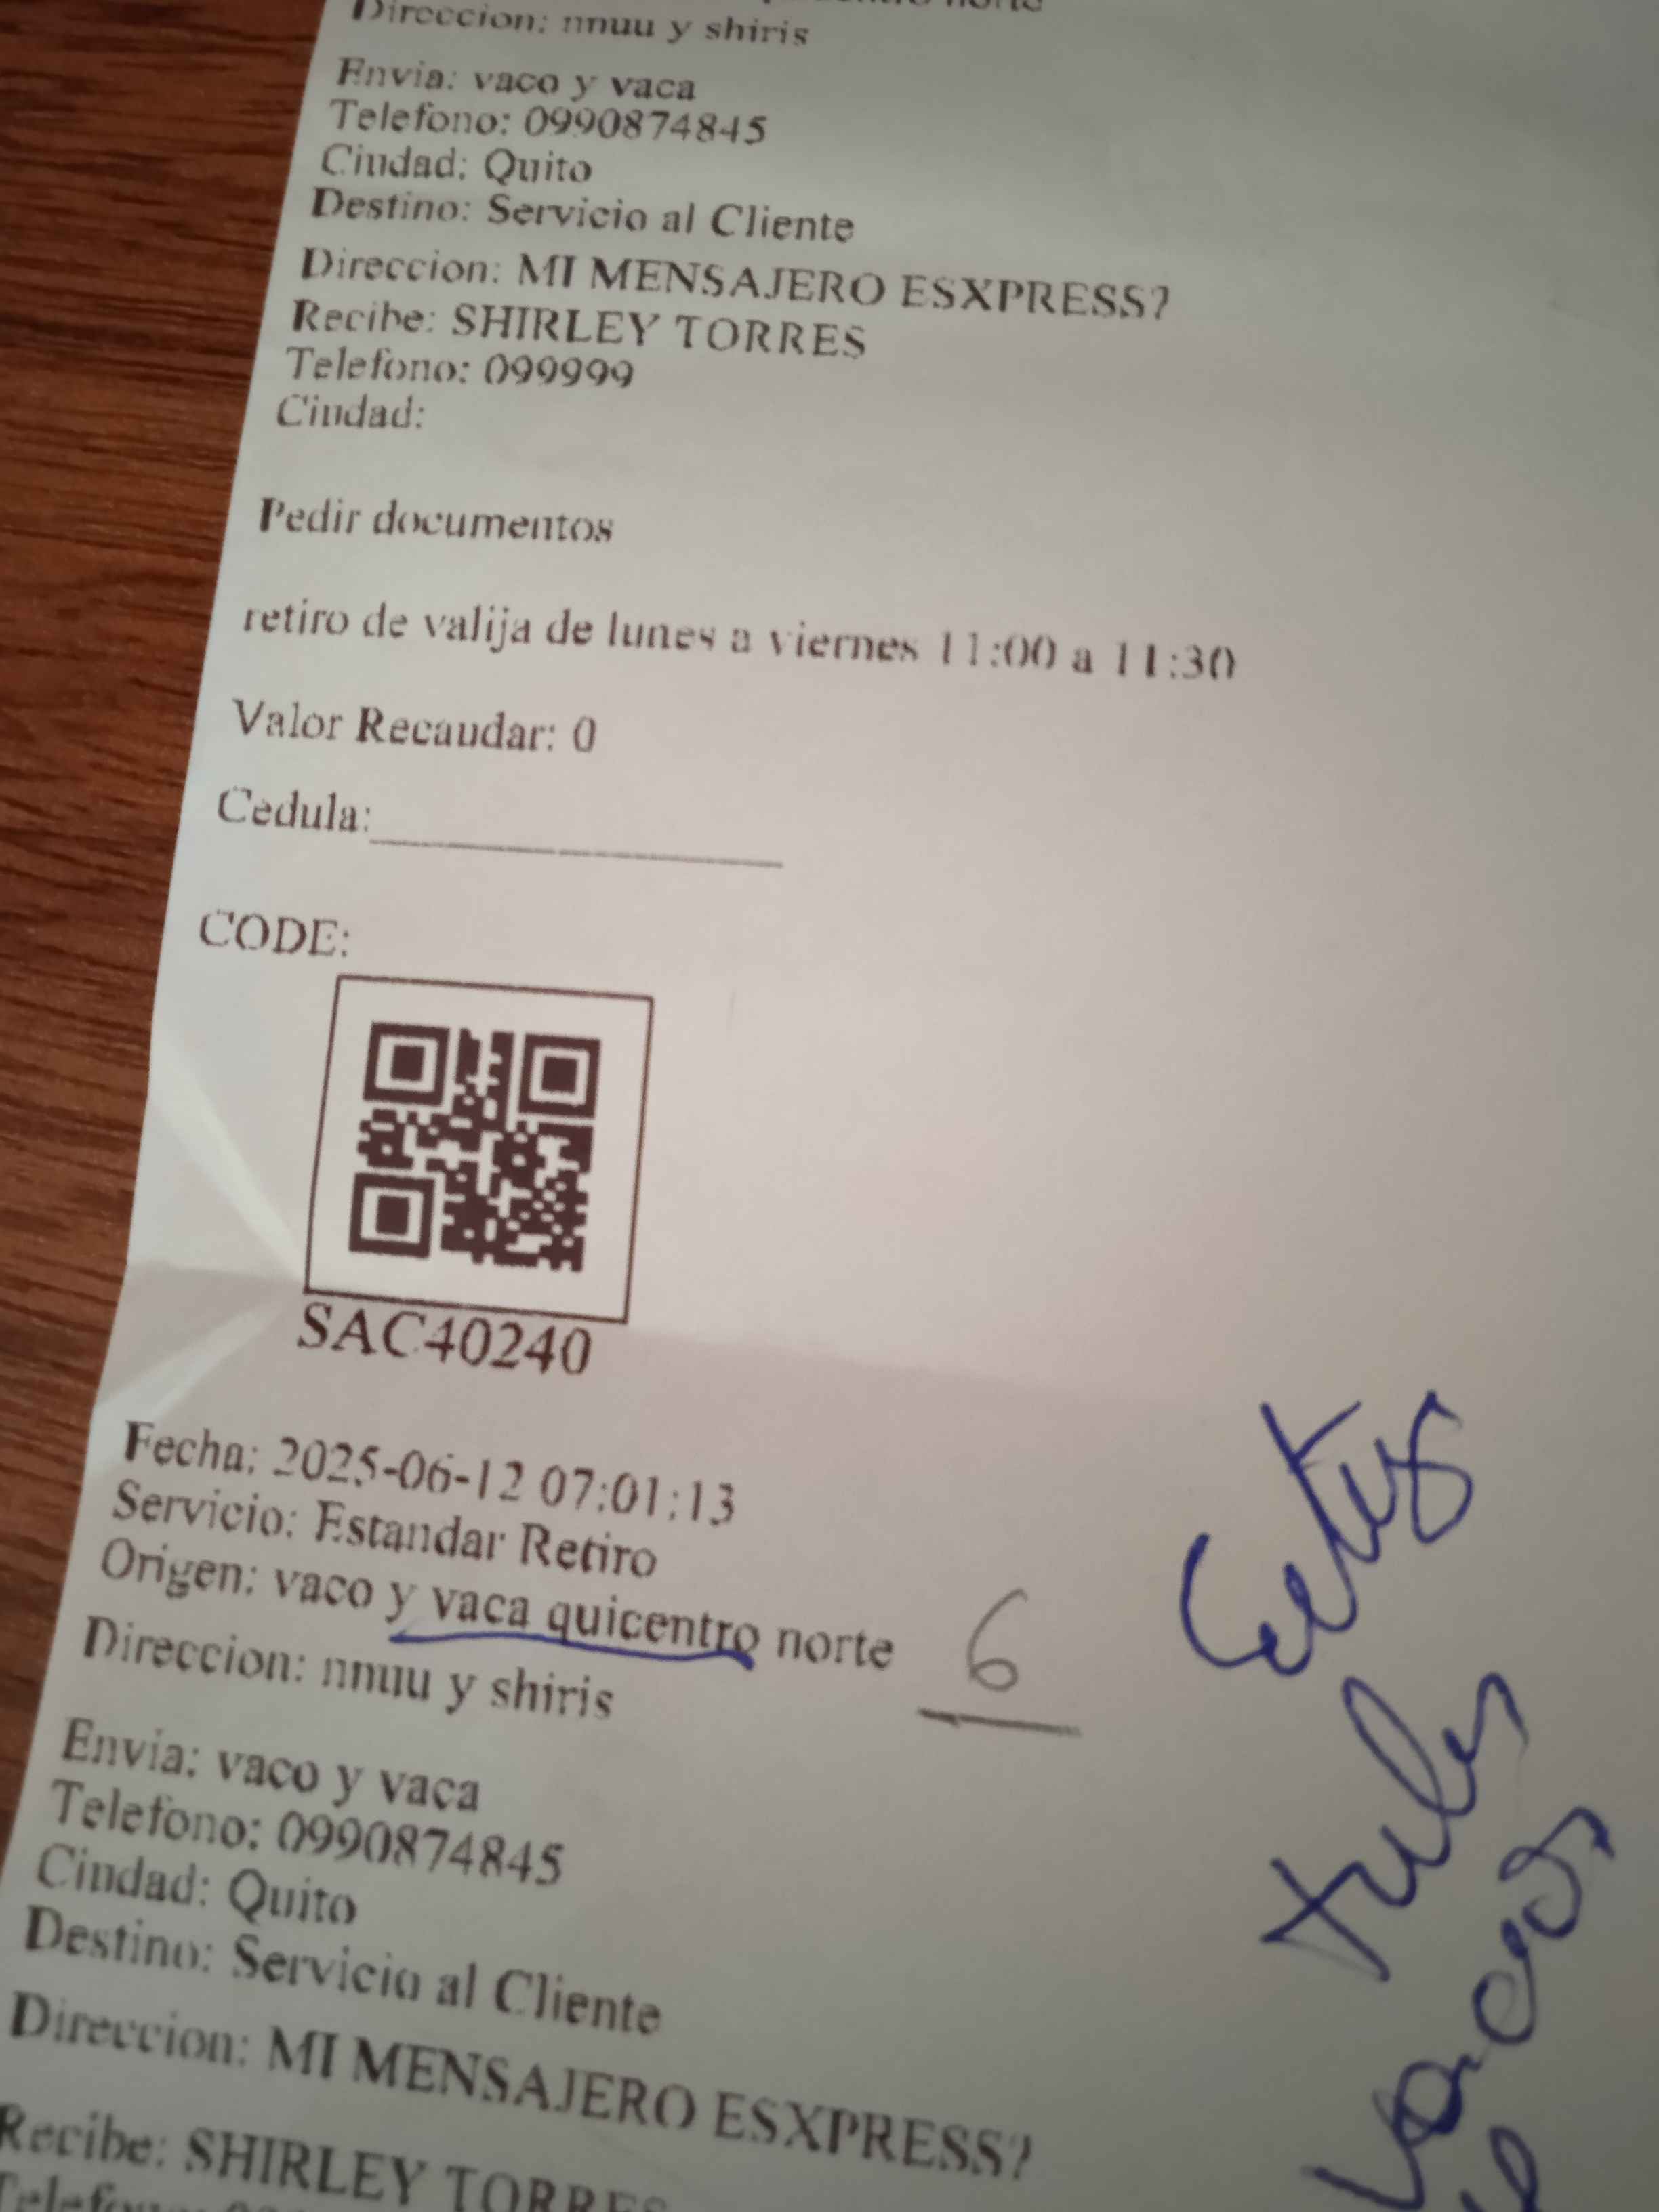 Direccion: nnuu y shiris
Envia: vaco y vaca
Telefono: 0990874845
Ciudad: Quito
Destino: Servicio al Cliente
Direccion: MI MENSAJERO ESXPRESS?
Recibe: SHIRLEY TORRES
Telefono: 099999
Ciudad:
Pedir documentos
retiro de valija de lunes a viernes 11:00 a 11:30
Valor Recaudar: 0
Cedula:
CODE:
SAC40240
Fecha: 2025-06-12 07:01:13
Servicio: Estandar Retiro
Origen: vaco y vaca quicentro norte 6
Direccion: nnuu y shiris
Envia: vaco y vaca
Telefono: 0990874845
Ciudad: Quito
Destino: Servicio al Cliente
Direccion: MI MENSAJERO ESXPRESS?
Recibe: SHIRLEY TORRES